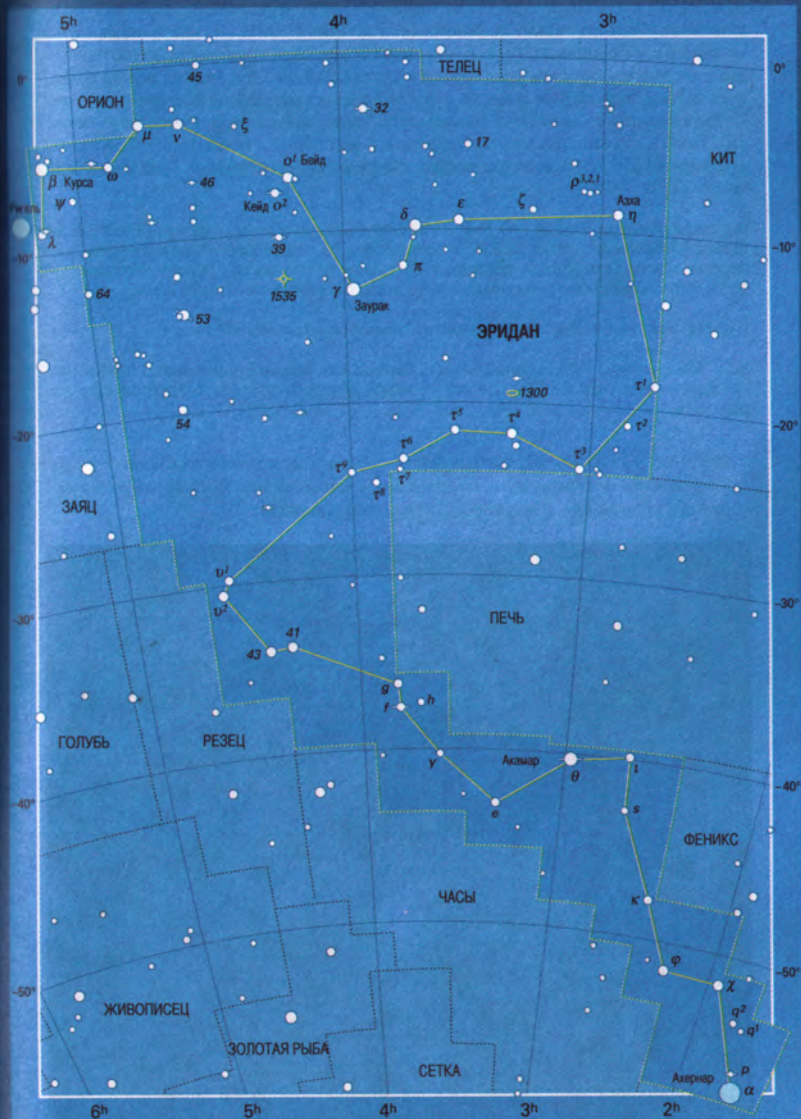 5h 4h 3h
0° 0°
45 ТЕЛЕЦ
ОРИОН 32
μ ν ξ 17 КИТ
ο¹ Бейд
β Курса ω 46 ρ³,²,¹
ψ Кейд ο² δ ε ζ Азха η
Ригель
λ 39
-10° π -10°
64 1535 γ Заурак
53 ЭРИДАН
τ¹
1300
54 τ⁵ τ⁴ τ²
-20° -20°
τ⁹ τ⁶ τ³
τ⁸ τ⁷
ЗАЯЦ
υ¹
υ²
-30° ПЕЧЬ -30°
43 41
g
f h
ГОЛУБЬ РЕЗЕЦ
y Акамар θ ι
-40° e -40°
s
ФЕНИКС
ЧАСЫ κ
φ
-50° χ -50°
ЖИВОПИСЕЦ q² q¹
ЗОЛОТАЯ РЫБА
СЕТКА Ахернар p
α
6h 5h 4h 3h 2h